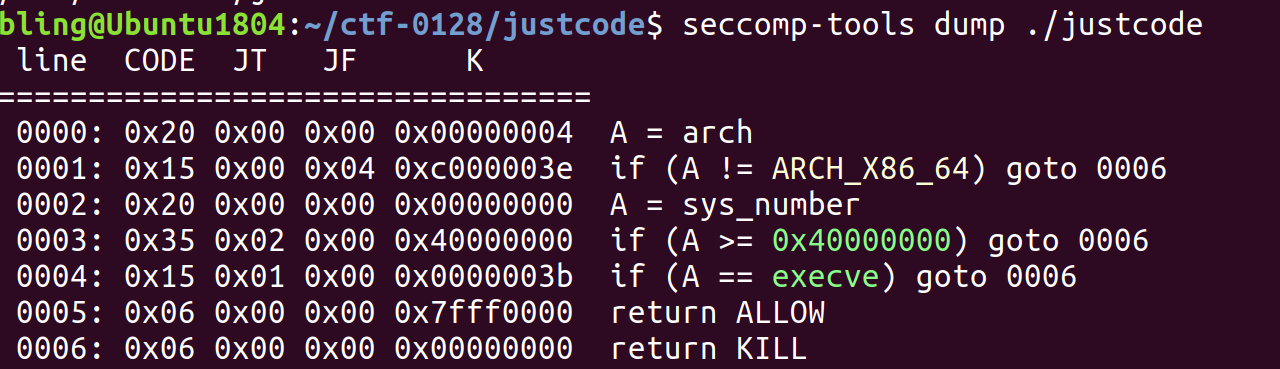 bling@Ubuntu1804:~/ctf-0128/justcode$ seccomp-tools dump ./justcode
line CODE JT JF K
=================================
0000: 0x20 0x00 0x00 0x00000004 A = arch
0001: 0x15 0x00 0x04 0xc000003e if (A != ARCH_X86_64) goto 0006
0002: 0x20 0x00 0x00 0x00000000 A = sys_number
0003: 0x35 0x02 0x00 0x40000000 if (A >= 0x40000000) goto 0006
0004: 0x15 0x01 0x00 0x0000003b if (A == execve) goto 0006
0005: 0x06 0x00 0x00 0x7fff0000 return ALLOW
0006: 0x06 0x00 0x00 0x00000000 return KILL